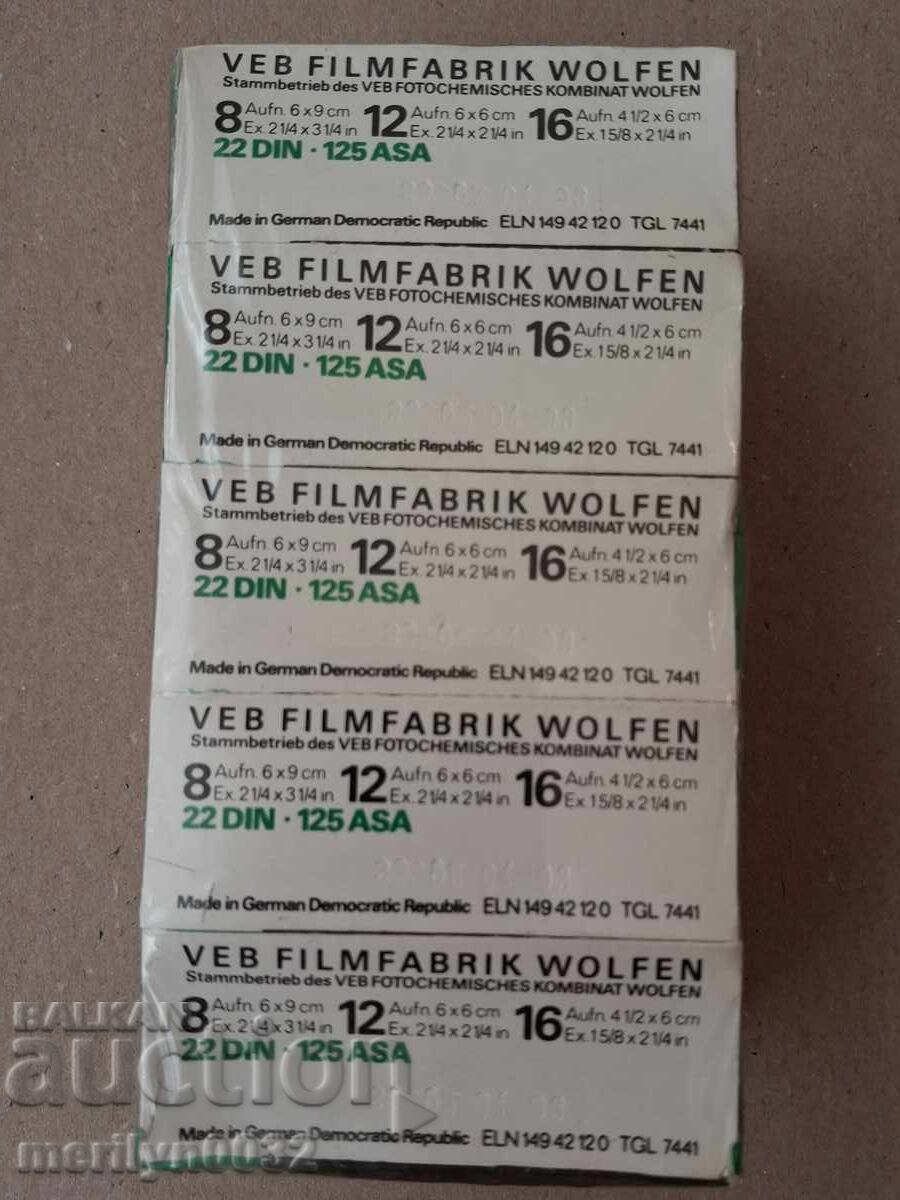 VEB FILMFABRIK WOLFEN
Stammbetrieb des VEB FOTOCHEMISCHES KOMBINAT WOLFEN
8 Aufn. 6 x 9 cm 12 Aufn. 6 x 6 cm 16 Aufn. 4 1/2 x 6 cm
Ex. 2 1/4 x 3 1/4 in Ex. 2 1/4 x 2 1/4 in Ex. 1 5/8 x 2 1/4 in
22 DIN · 125 ASA
Made in German Democratic Republic ELN 149 42 12 0 TGL 7441
VEB FILMFABRIK WOLFEN
Stammbetrieb des VEB FOTOCHEMISCHES KOMBINAT WOLFEN
8 Aufn. 6 x 9 cm 12 Aufn. 6 x 6 cm 16 Aufn. 4 1/2 x 6 cm
Ex. 2 1/4 x 3 1/4 in Ex. 2 1/4 x 2 1/4 in Ex. 1 5/8 x 2 1/4 in
22 DIN · 125 ASA
Made in German Democratic Republic ELN 149 42 12 0 TGL 7441
VEB FILMFABRIK WOLFEN
Stammbetrieb des VEB FOTOCHEMISCHES KOMBINAT WOLFEN
8 Aufn. 6 x 9 cm 12 Aufn. 6 x 6 cm 16 Aufn. 4 1/2 x 6 cm
Ex. 2 1/4 x 3 1/4 in Ex. 2 1/4 x 2 1/4 in Ex 1 5/8 x 2 1/4 in
22 DIN · 125 ASA
Made in German Democratic Republic ELN 149 42 12 0 TGL 7441
VEB FILMFABRIK WOLFEN
Stammbetrieb des VEB FOTOCHEMISCHES KOMBINAT WOLFEN
8 Aufn. 6 x 9 cm 12 Aufn. 6 x 6 cm 16 Aufn. 4 1/2 x 6 cm
Ex. 2 1/4 x 3 1/4 in Ex. 2 1/4 x 2 1/4 in Ex. 1 5/8 x 2 1/4 in
22 DIN · 125 ASA
Made in German Democratic Republic ELN 149 42 12 0 TGL 7441
VEB FILMFABRIK WOLFEN
Stammbetrieb des VEB FOTOCHEMISCHES KOMBINAT WOLFEN
8 Aufn. 6 x 9 cm 12 Aufn. 6 x 6 cm 16 Aufn. 4 1/2 x 6 cm
Ex. 2 1/4 x 3 1/4 in Ex. 2 1/4 x 2 1/4 in Ex. 1 5/8 x 2 1/4 in
22 DIN · 125 ASA
Made in German Democratic Republic ELN 149 42 12 0 TGL 7441
BALKAN
auction
merilyn0032